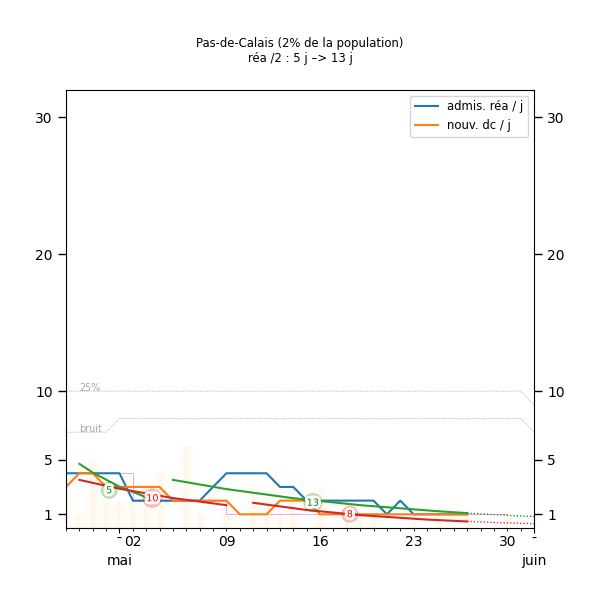 Pas-de-Calais (2% de la population)
réa /2 : 5 j –> 13 j
admis. réa / j
nouv. dc / j
30 30
20 20
10 10
25%
bruit
5 5
5 10 13 8
1 1
02 09 16 23 30
mai juin